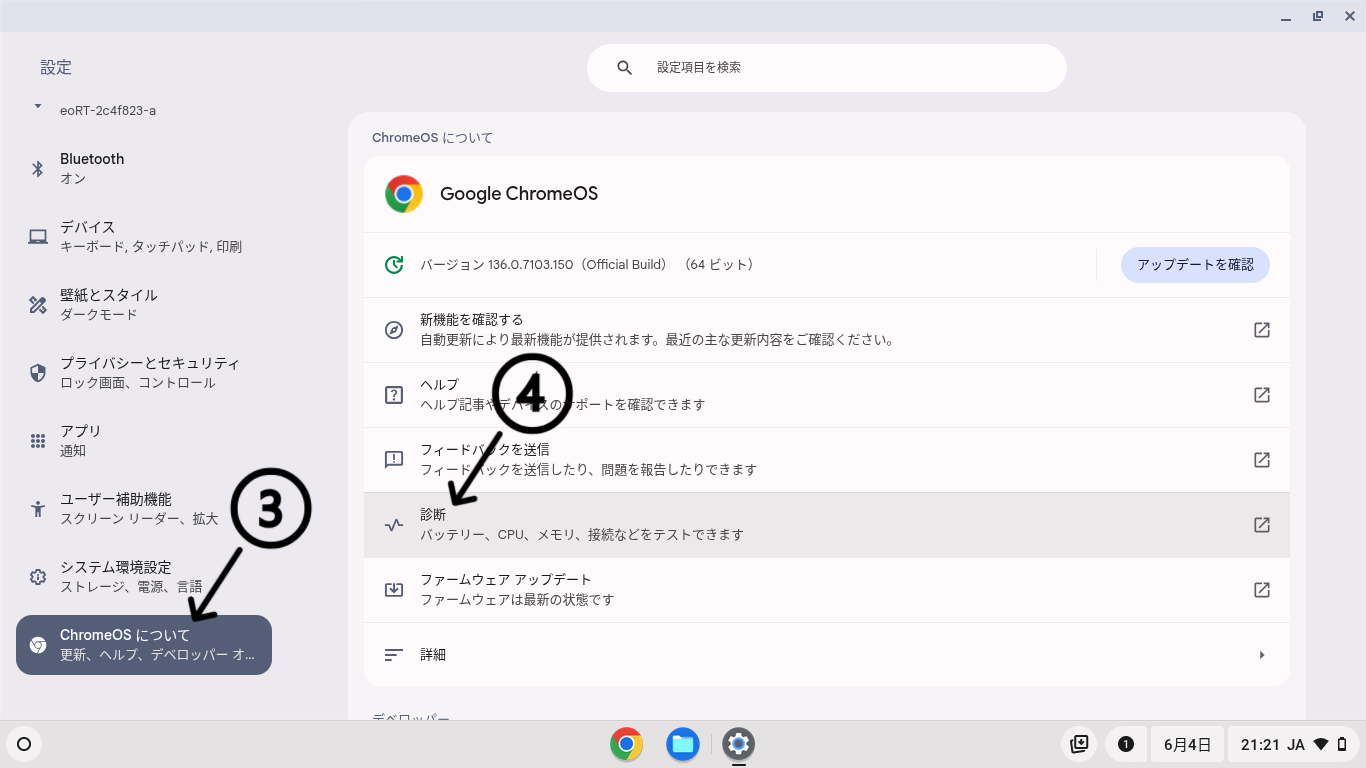 設定
設定項目を検索
eoRT-2c4f823-a
Bluetooth
オン
デバイス
キーボード, タッチパッド, 印刷
壁紙とスタイル
ダークモード
プライバシーとセキュリティ
ロック画面、コントロール
アプリ
通知
ユーザー補助機能
スクリーン リーダー、拡大
③
システム環境設定
ストレージ、電源、言語
ChromeOS について
更新、ヘルプ、デベロッパー オ...
ChromeOS について
Google ChromeOS
バージョン 136.0.7103.150（Official Build） （64 ビット）
アップデートを確認
新機能を確認する
自動更新により最新機能が提供されます。最近の主な更新内容をご確認ください。
ヘルプ
ヘルプ記事やデバイスのサポートを確認できます
④
フィードバックを送信
フィードバックを送信したり、問題を報告したりできます
診断
バッテリー、CPU、メモリ、接続などをテストできます
ファームウェア アップデート
ファームウェアは最新の状態です
詳細
デベロッパー
1
6月4日
21:21 JA